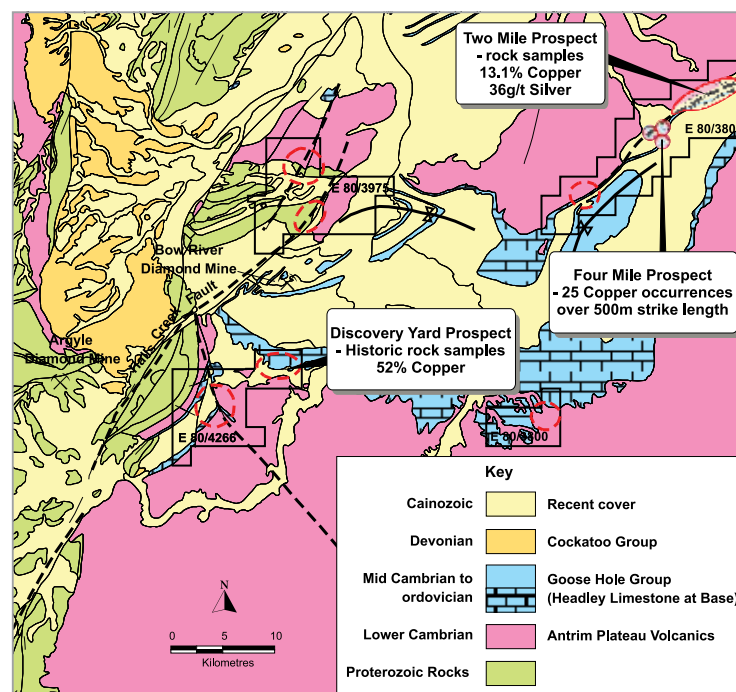 Two Mile Prospect
- rock samples
13.1% Copper
36g/t Silver
E 80/380
E 80/3975
Bow River
Diamond Mine
Four Mile Prospect
- 25 Copper occurrences
over 500m strike length
Halls Creek Fault
Discovery Yard Prospect
- Historic rock samples
52% Copper
Argyle
Diamond Mine
E 80/4266
E 80/3800
Key
Cainozoic
Recent cover
Devonian
Cockatoo Group
Mid Cambrian to
ordovician
Goose Hole Group
(Headley Limestone at Base)
Lower Cambrian
Antrim Plateau Volcanics
Proterozoic Rocks
N
0 5 10
Kilometres